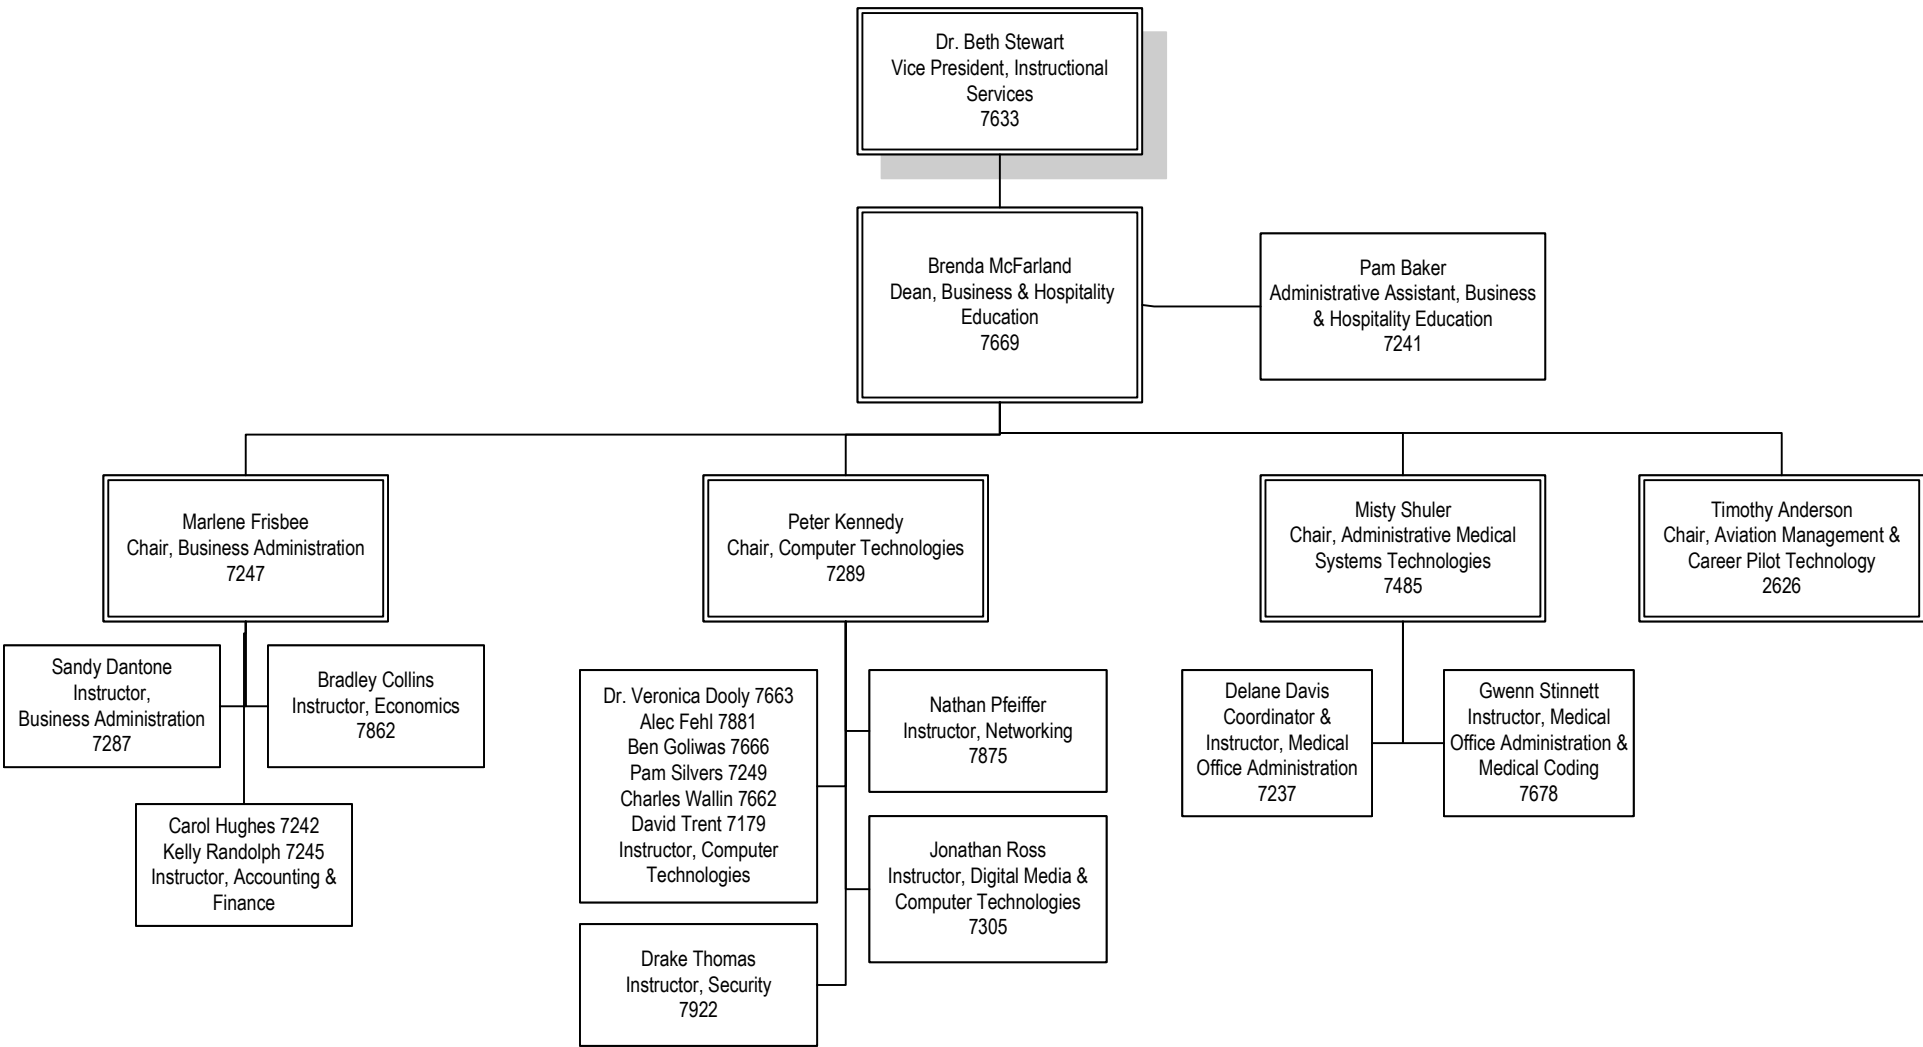 Dr. Beth Stewart
Vice President, Instructional
Services
7633
Brenda McFarland
Dean, Business & Hospitality
Education
7669
Pam Baker
Administrative Assistant, Business
& Hospitality Education
7241
Marlene Frisbee
Chair, Business Administration
7247
Peter Kennedy
Chair, Computer Technologies
7289
Misty Shuler
Chair, Administrative Medical
Systems Technologies
7485
Timothy Anderson
Chair, Aviation Management &
Career Pilot Technology
2626
Sandy Dantone
Instructor,
Business Administration
7287
Bradley Collins
Instructor, Economics
7862
Carol Hughes 7242
Kelly Randolph 7245
Instructor, Accounting &
Finance
Dr. Veronica Dooly 7663
Alec Fehl 7881
Ben Goliwas 7666
Pam Silvers 7249
Charles Wallin 7662
David Trent 7179
Instructor, Computer
Technologies
Nathan Pfeiffer
Instructor, Networking
7875
Jonathan Ross
Instructor, Digital Media &
Computer Technologies
7305
Drake Thomas
Instructor, Security
7922
Delane Davis
Coordinator &
Instructor, Medical
Office Administration
7237
Gwenn Stinnett
Instructor, Medical
Office Administration &
Medical Coding
7678